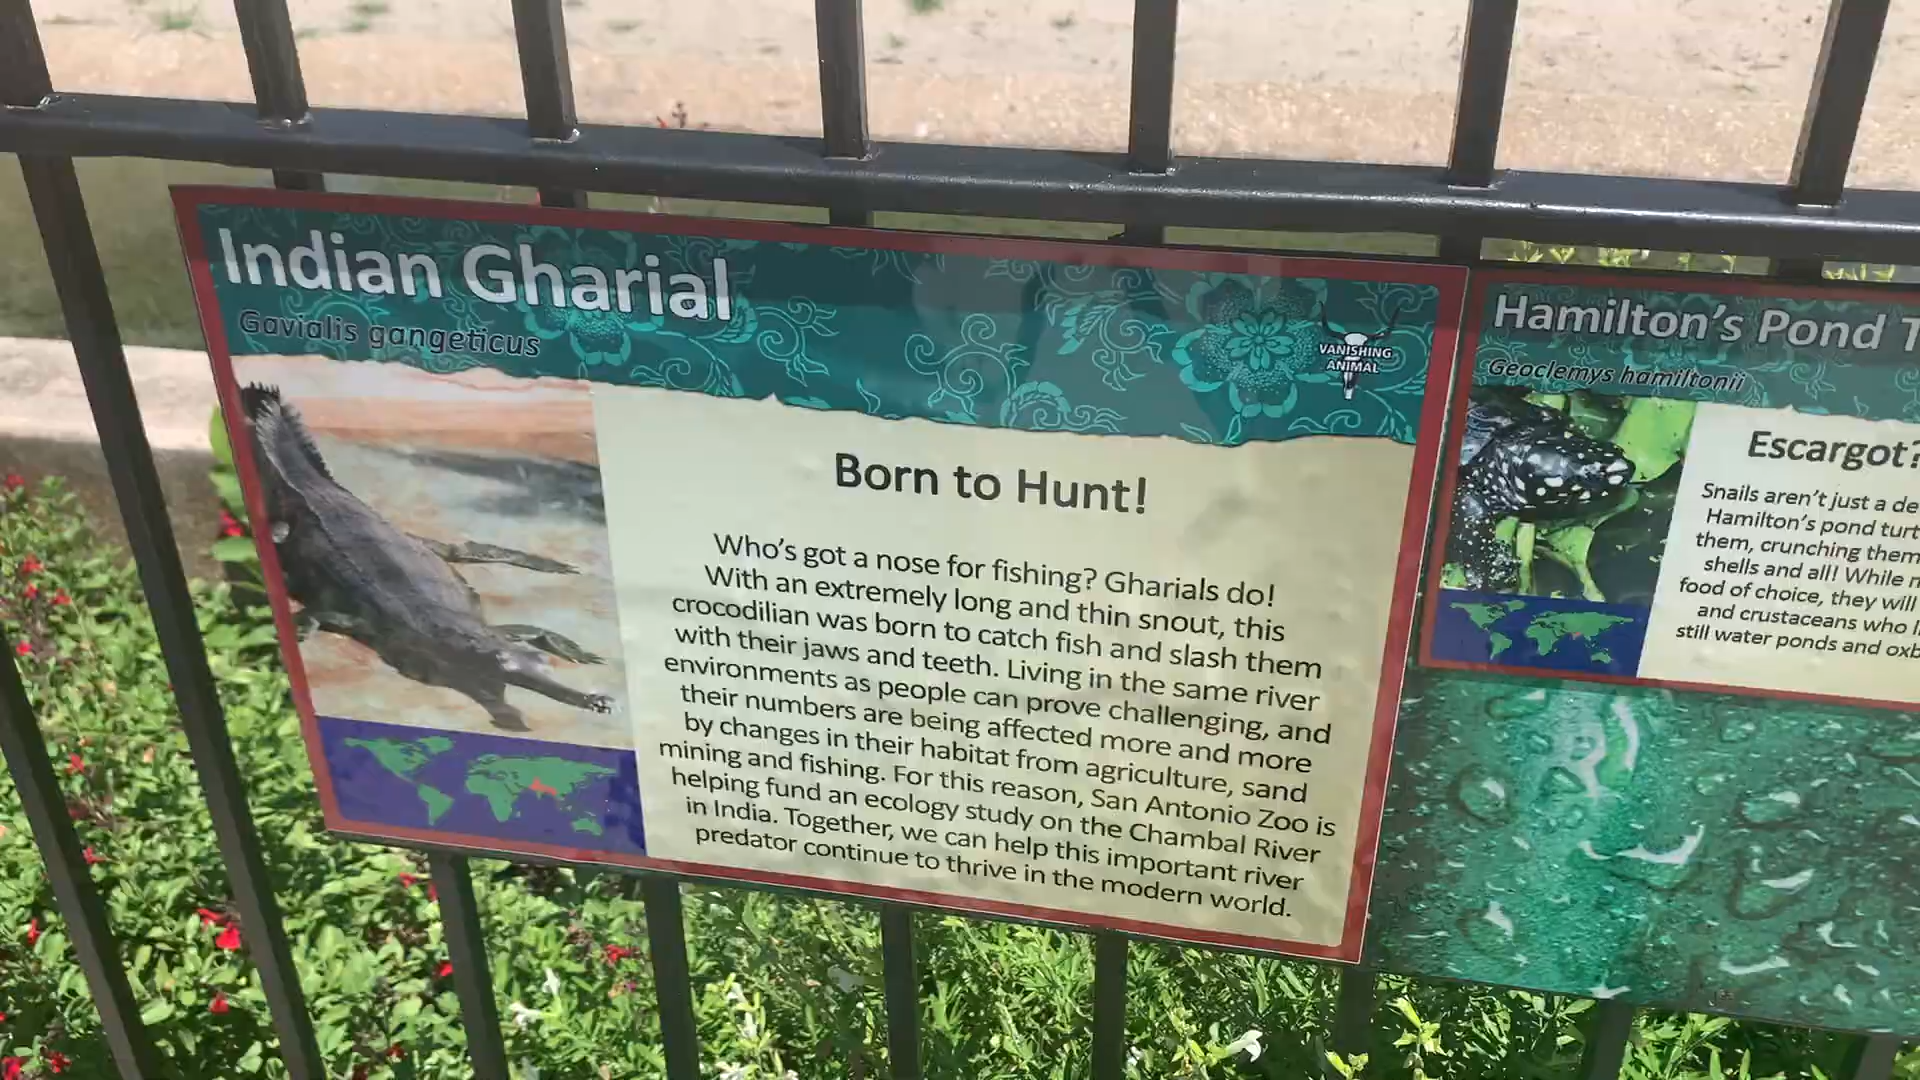 Indian Gharial
Gavialis gangeticus
VANISHING
ANIMAL
Born to Hunt!
Who's got a nose for fishing? Gharials do!
With an extremely long and thin snout, this
crocodilian was born to catch fish and slash them
with their jaws and teeth. Living in the same river
environments as people can prove challenging, and
their numbers are being affected more and more
by changes in their habitat from agriculture, sand
mining and fishing. For this reason, San Antonio Zoo is
helping fund an ecology study on the Chambal River
in India. Together, we can help this important river
predator continue to thrive in the modern world.
Hamilton's Pond
Geoclemys hamiltonii
Escargot?
Snails aren't just a
Hamilton's pond
them, crunching them
shells and all! While
food of choice, they will
and crustaceans who
still water ponds and